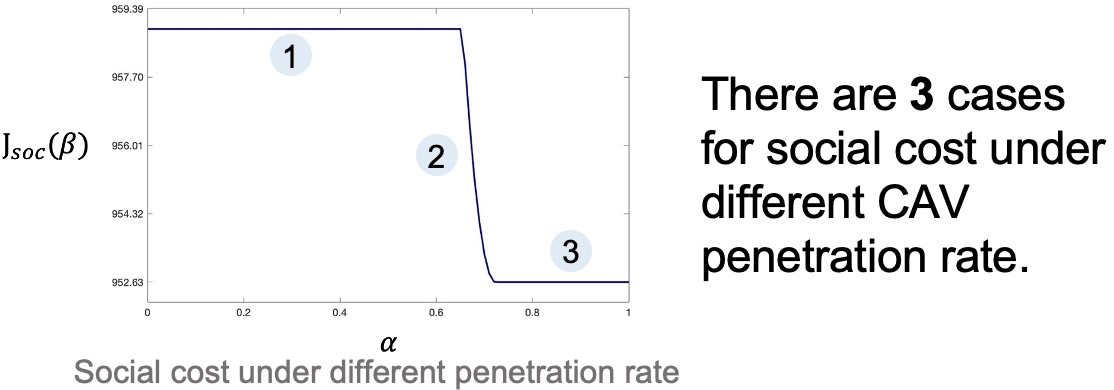 959.39
957.70
956.01
954.32
952.63
J_soc(β)
1
2
3
0 0.2 0.4 0.6 0.8 1
α
Social cost under different penetration rate
There are 3 cases
for social cost under
different CAV
penetration rate.